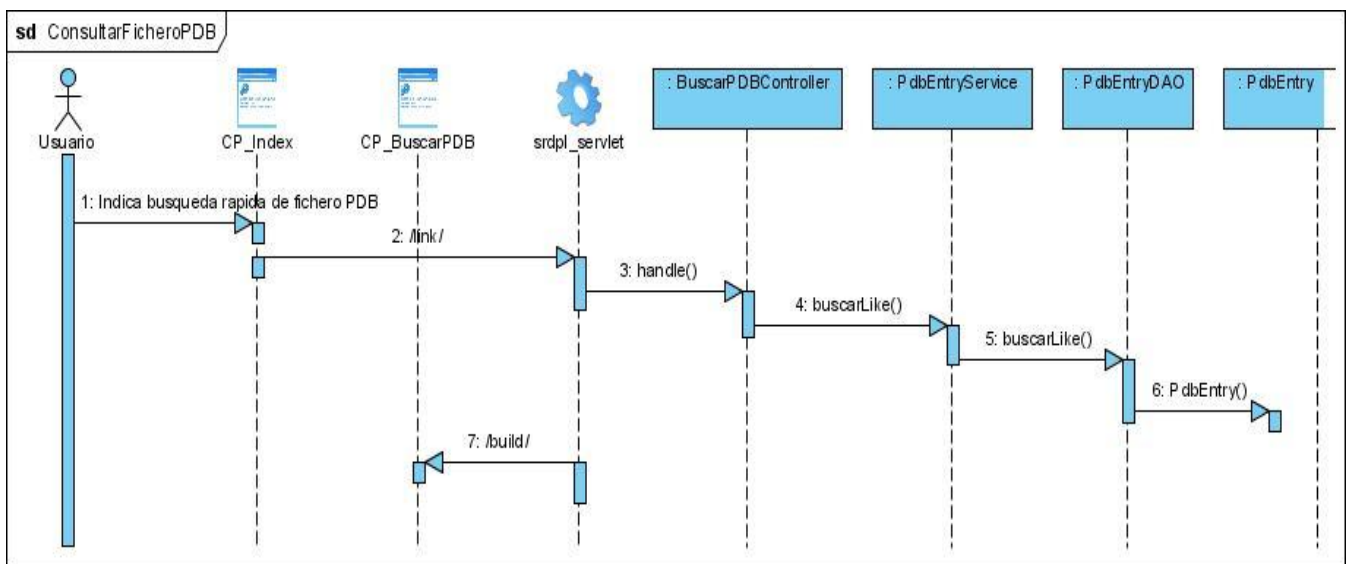 sd ConsultarFicheroPDB
Usuario
CP_Index
CP_BuscarPDB
srdpl_servlet
: BuscarPDBController
: PdbEntryService
: PdbEntryDAO
: PdbEntry
1: Indica busqueda rapida de fichero PDB
2: /link/
3: handle()
4: buscarLike()
5: buscarLike()
6: PdbEntry()
7: /build/